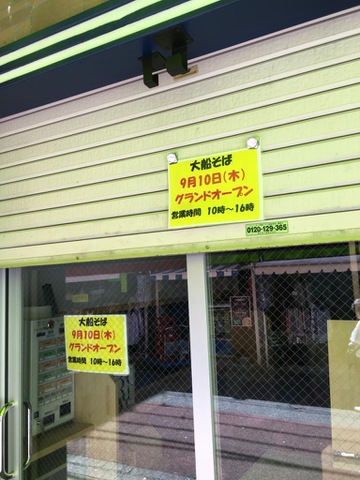 大船そば
9月10日(木)
グランドオープン
営業時間 10時～16時
0120-129-365
大船そば
9月10日(木)
グランドオープン
営業時間 10時～16時